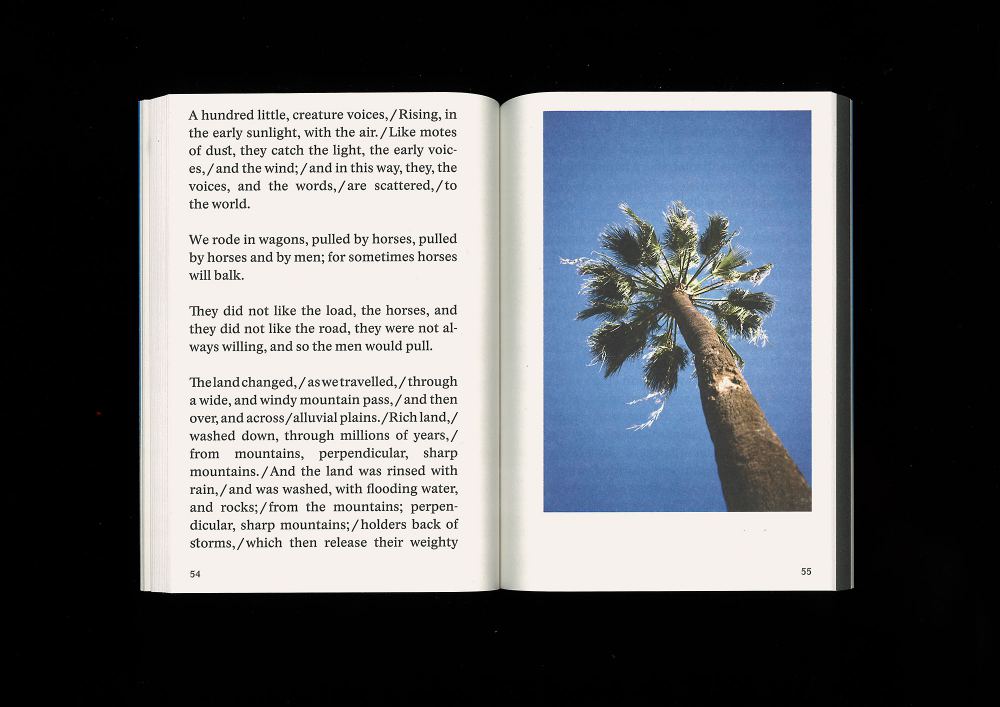 A hundred little, creature voices,/Rising, in
the early sunlight, with the air./Like motes
of dust, they catch the light, the early voic-
es,/and the wind;/and in this way, they, the
voices, and the words,/are scattered,/to
the world.
We rode in wagons, pulled by horses, pulled
by horses and by men; for sometimes horses
will balk.
They did not like the load, the horses, and
they did not like the road, they were not al-
ways willing, and so the men would pull.
The land changed,/as we travelled,/through
a wide, and windy mountain pass,/and then
over, and across/alluvial plains./Rich land,/
washed down, through millions of years,/
from mountains, perpendicular, sharp
mountains./And the land was rinsed with
rain,/and was washed, with flooding water,
and rocks;/from the mountains; perpen-
dicular, sharp mountains;/holders back of
storms,/which then release their weighty
54
55